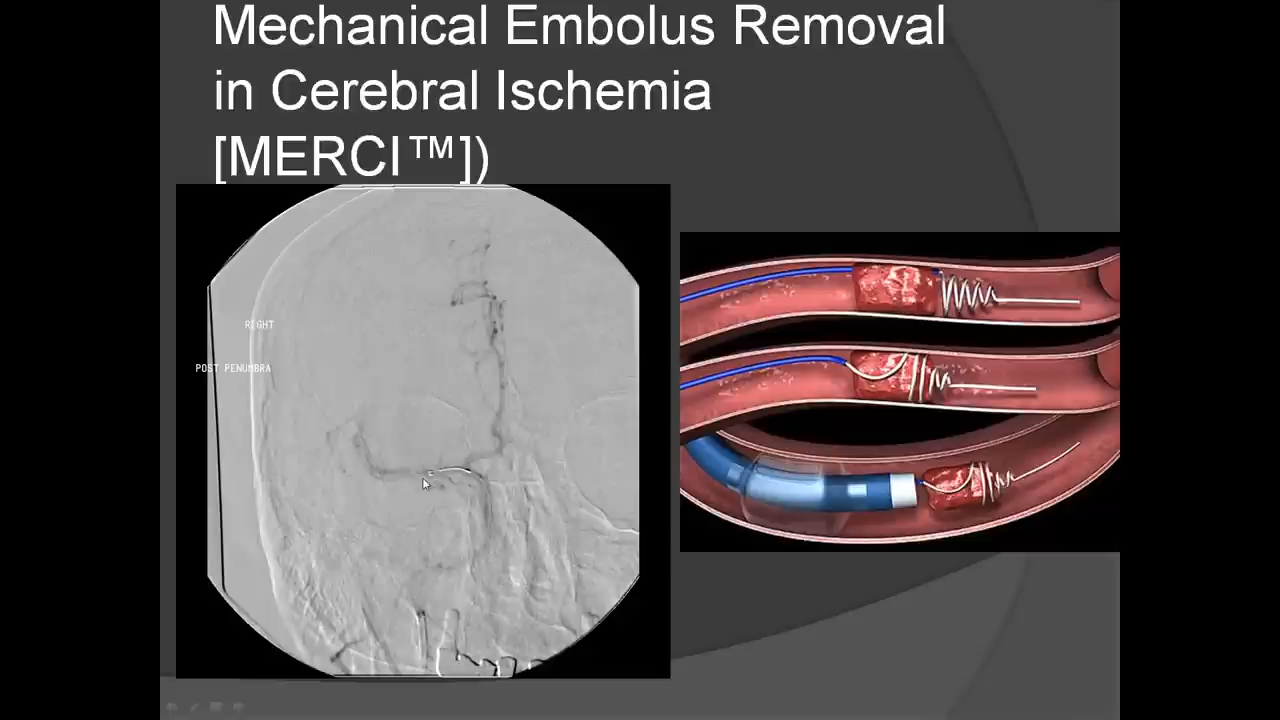 Mechanical Embolus Removal
in Cerebral Ischemia
[MERCI™])
RIGHT
POST PENUMBRA